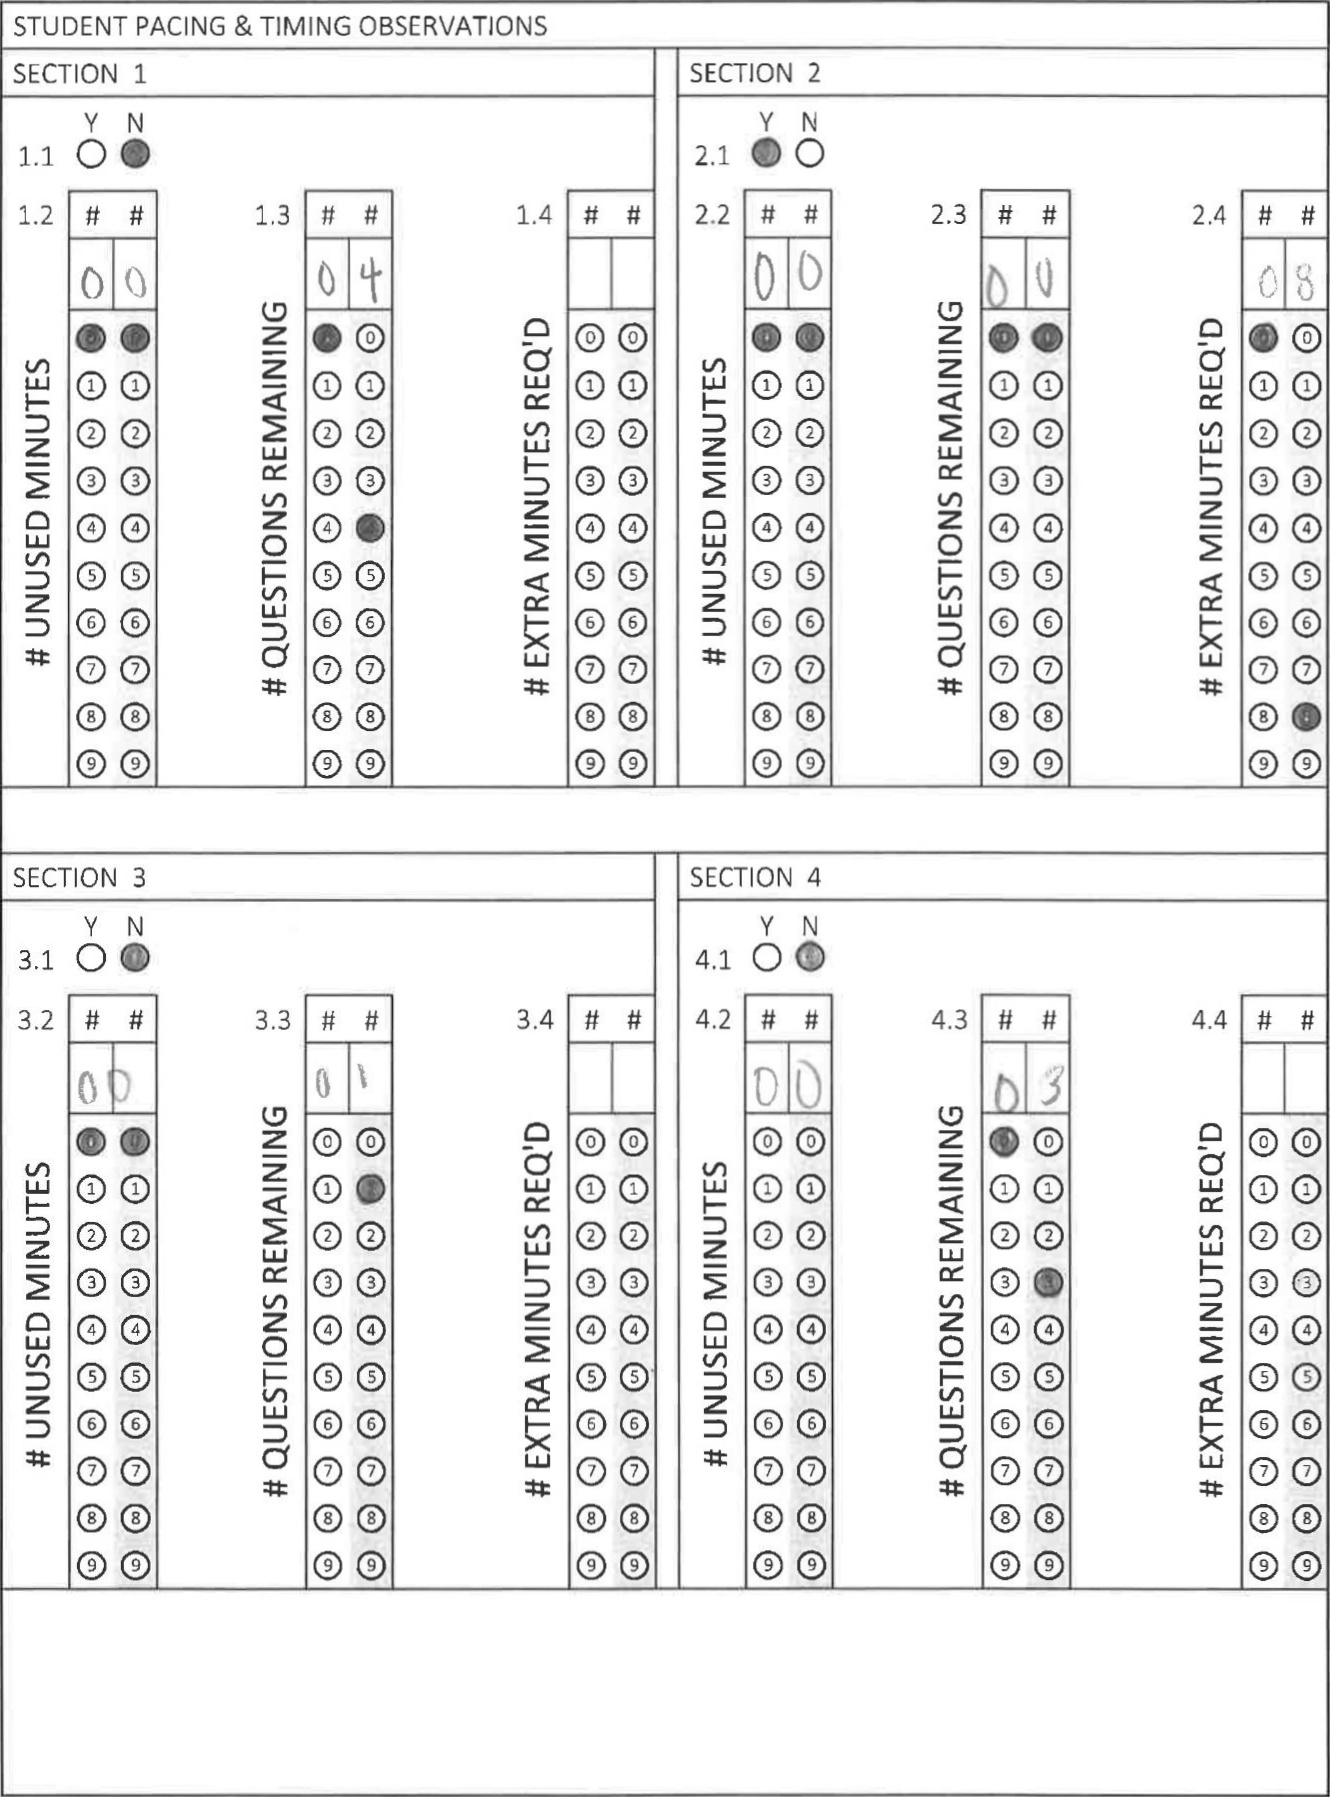 STUDENT PACING & TIMING OBSERVATIONS
SECTION 1
Y N
1.1
1.2 # # 1.3 # # 1.4 # #
0 0 0 4
# UNUSED MINUTES
# QUESTIONS REMAINING
# EXTRA MINUTES REQ'D
0 0 0
1 1 1 1 1 1
2 2 2 2 2 2
3 3 3 3 3 3
4 4 4 4 4
5 5 5 5 5 5
6 6 6 6 6 6
7 7 7 7 7 7
8 8 8 8 8 8
9 9 9 9 9 9
SECTION 2
Y N
2.1
2.2 # # 2.3 # # 2.4 # #
0 0 0 0 0 8
# UNUSED MINUTES
# QUESTIONS REMAINING
# EXTRA MINUTES REQ'D
0
1 1 1 1 1 1
2 2 2 2 2 2
3 3 3 3 3 3
4 4 4 4 4 4
5 5 5 5 5 5
6 6 6 6 6 6
7 7 7 7 7 7
8 8 8 8 8
9 9 9 9 9 9
SECTION 3
Y N
3.1
3.2 # # 3.3 # # 3.4 # #
0 0 0 1
# UNUSED MINUTES
# QUESTIONS REMAINING
# EXTRA MINUTES REQ'D
0 0 0 0
1 1 1 1 1
2 2 2 2 2 2
3 3 3 3 3 3
4 4 4 4 4 4
5 5 5 5 5 5
6 6 6 6 6 6
7 7 7 7 7 7
8 8 8 8 8 8
9 9 9 9 9 9
SECTION 4
Y N
4.1
4.2 # # 4.3 # # 4.4 # #
0 0 0 3
# UNUSED MINUTES
# QUESTIONS REMAINING
# EXTRA MINUTES REQ'D
0 0 0 0 0
1 1 1 1 1 1
2 2 2 2 2 2
3 3 3 3 3
4 4 4 4 4 4
5 5 5 5 5 5
6 6 6 6 6 6
7 7 7 7 7 7
8 8 8 8 8 8
9 9 9 9 9 9